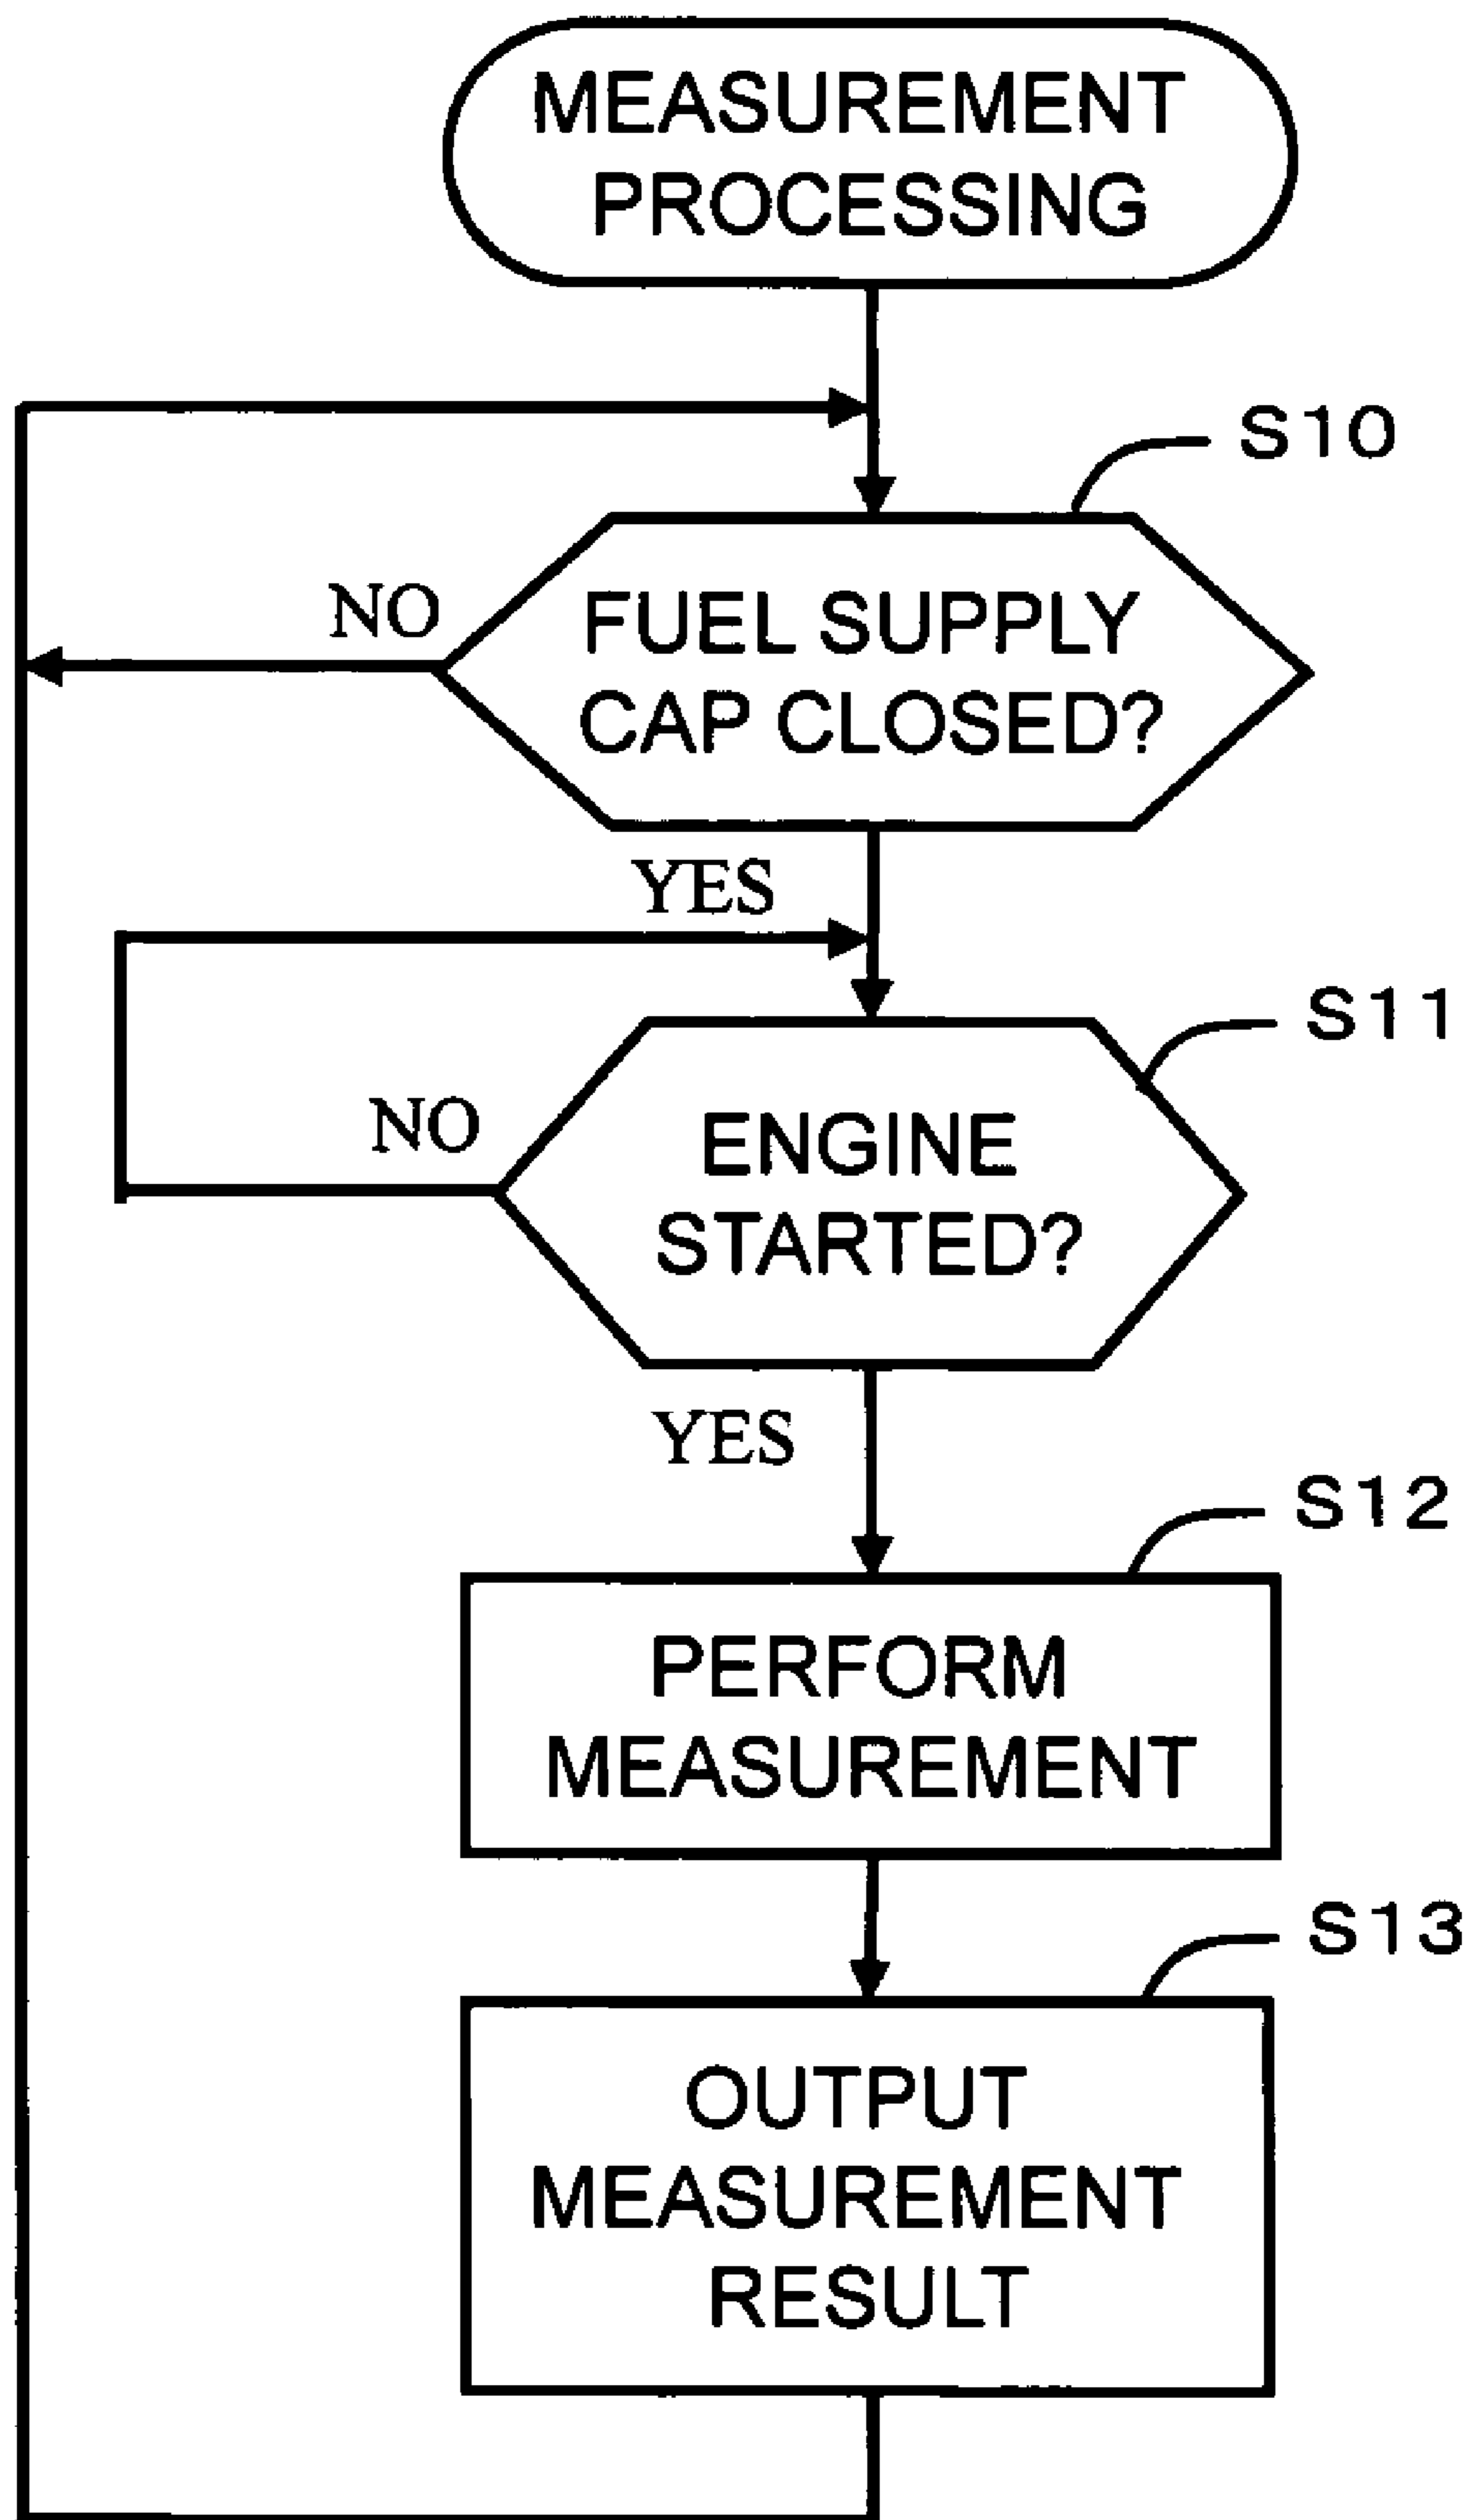 MEASUREMENT
PROCESSING
S10
NO
FUEL SUPPLY
CAP CLOSED?
YES
S11
NO
ENGINE
STARTED?
YES
S12
PERFORM
MEASUREMENT
S13
OUTPUT
MEASUREMENT
RESULT